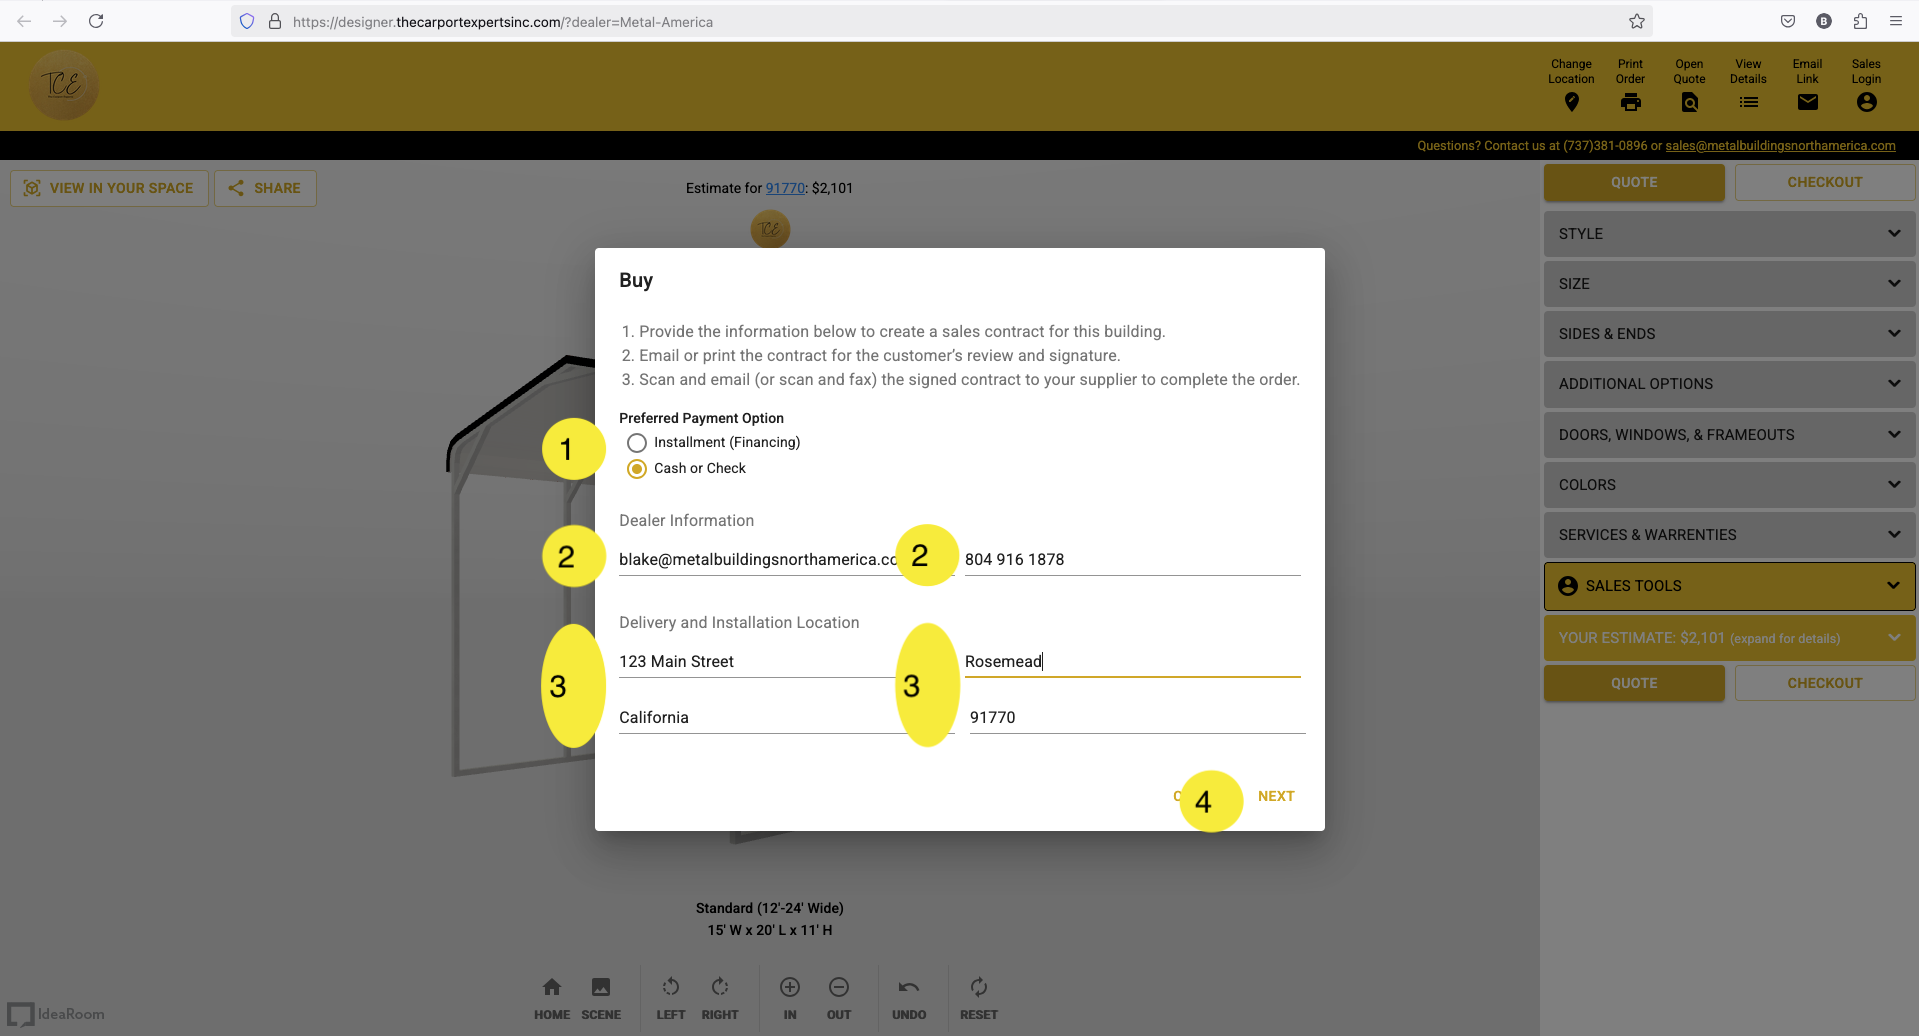 https://designer.thecarportexpertsinc.com/?dealer=Metal-America
B
TCE
Change Location
Print Order
Open Quote
View Details
Email Link
Sales Login
Questions? Contact us at (737)381-0896 or sales@metalbuildingsnorthamerica.com
VIEW IN YOUR SPACE
SHARE
Estimate for 91770: $2,101
TCE
QUOTE
CHECKOUT
STYLE
SIZE
SIDES & ENDS
ADDITIONAL OPTIONS
DOORS, WINDOWS, & FRAMEOUTS
COLORS
SERVICES & WARRENTIES
SALES TOOLS
YOUR ESTIMATE: $2,101 (expand for details)
QUOTE
CHECKOUT
Buy
1. Provide the information below to create a sales contract for this building.
2. Email or print the contract for the customer's review and signature.
3. Scan and email (or scan and fax) the signed contract to your supplier to complete the order.
Preferred Payment Option
1
Installment (Financing)
Cash or Check
Dealer Information
2 blake@metalbuildingsnorthamerica.co
2 804 916 1878
Delivery and Installation Location
3
123 Main Street
3
Rosemead
California
91770
4
NEXT
Standard (12'-24' Wide)
15' W x 20' L x 11' H
HOME
SCENE
LEFT
RIGHT
IN
OUT
UNDO
RESET
IdeaRoom